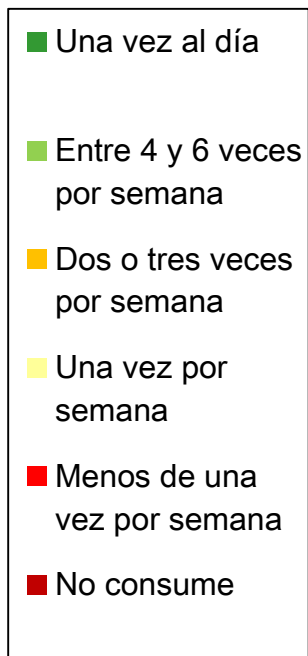 Una vez al día
Entre 4 y 6 veces
por semana
Dos o tres veces
por semana
Una vez por
semana
Menos de una
vez por semana
No consume